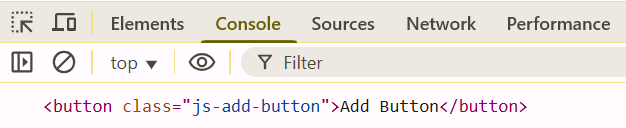 Elements Console Sources Network Performance
top ▼ Filter
<button class="js-add-button">Add Button</button>